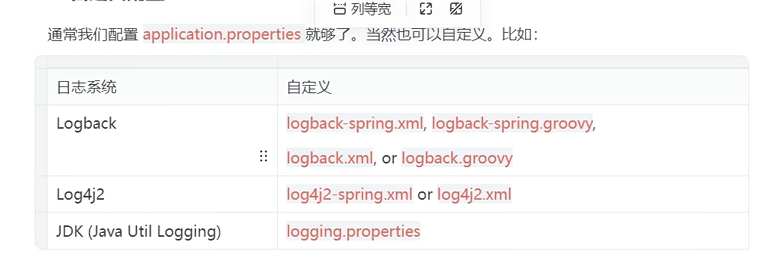 列等宽
通常我们配置 application.properties 就够了。当然也可以自定义。比如：
日志系统 自定义
Logback logback-spring.xml, logback-spring.groovy,
logback.xml, or logback.groovy
Log4j2 log4j2-spring.xml or log4j2.xml
JDK (Java Util Logging) logging.properties